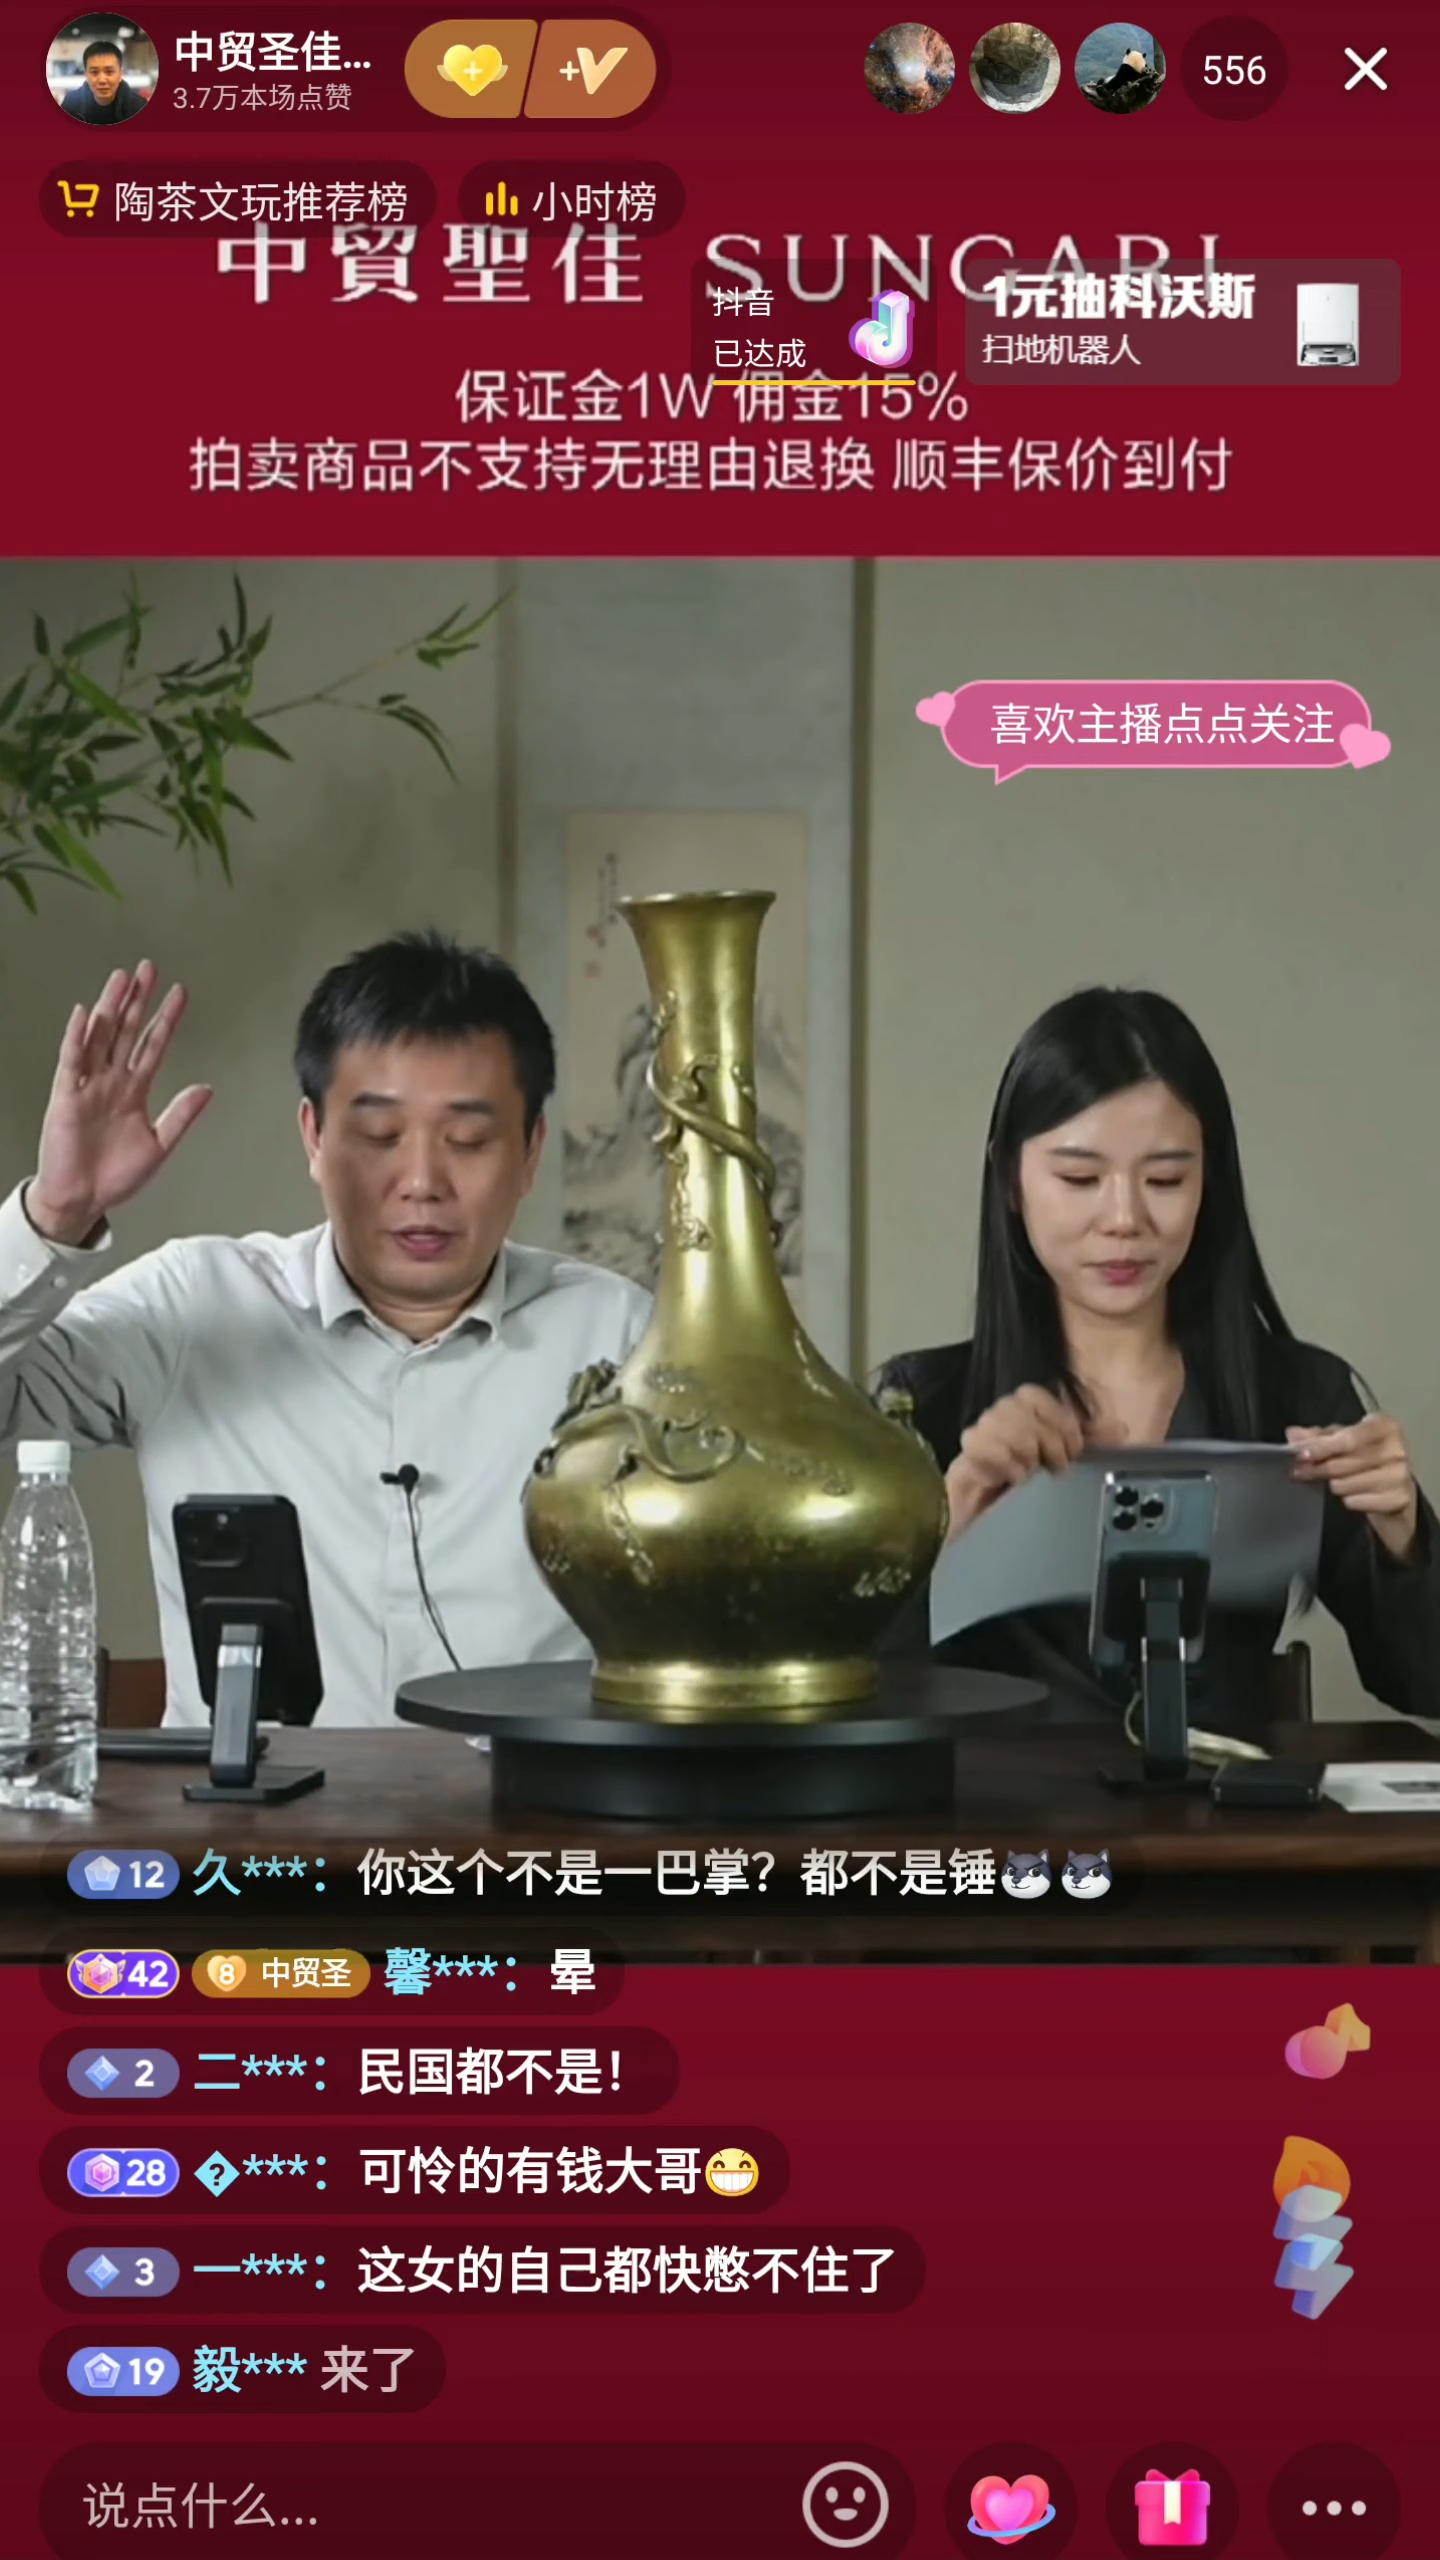 中贸圣佳...
3.7万本场点赞
556
陶茶文玩推荐榜
小时榜
中貿聖佳 SUNGARI
抖音
已达成
1元抽科沃斯
扫地机器人
保证金1W 佣金15%
拍卖商品不支持无理由退换 顺丰保价到付
喜欢主播点点关注
12 久***：你这个不是一巴掌？都不是锤
42 8 中贸圣 馨***：晕
2 二***：民国都不是！
28 �***：可怜的有钱大哥😁
3 一***：这女的自己都快憋不住了
19 毅*** 来了
说点什么...